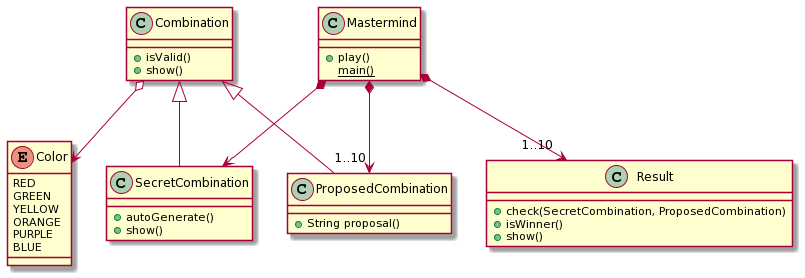 C Combination
isValid()
show()
C Mastermind
play()
main()
1..10
1..10
E Color
RED
GREEN
YELLOW
ORANGE
PURPLE
BLUE
C SecretCombination
autoGenerate()
show()
C ProposedCombination
String proposal()
C Result
check(SecretCombination, ProposedCombination)
isWinner()
show()